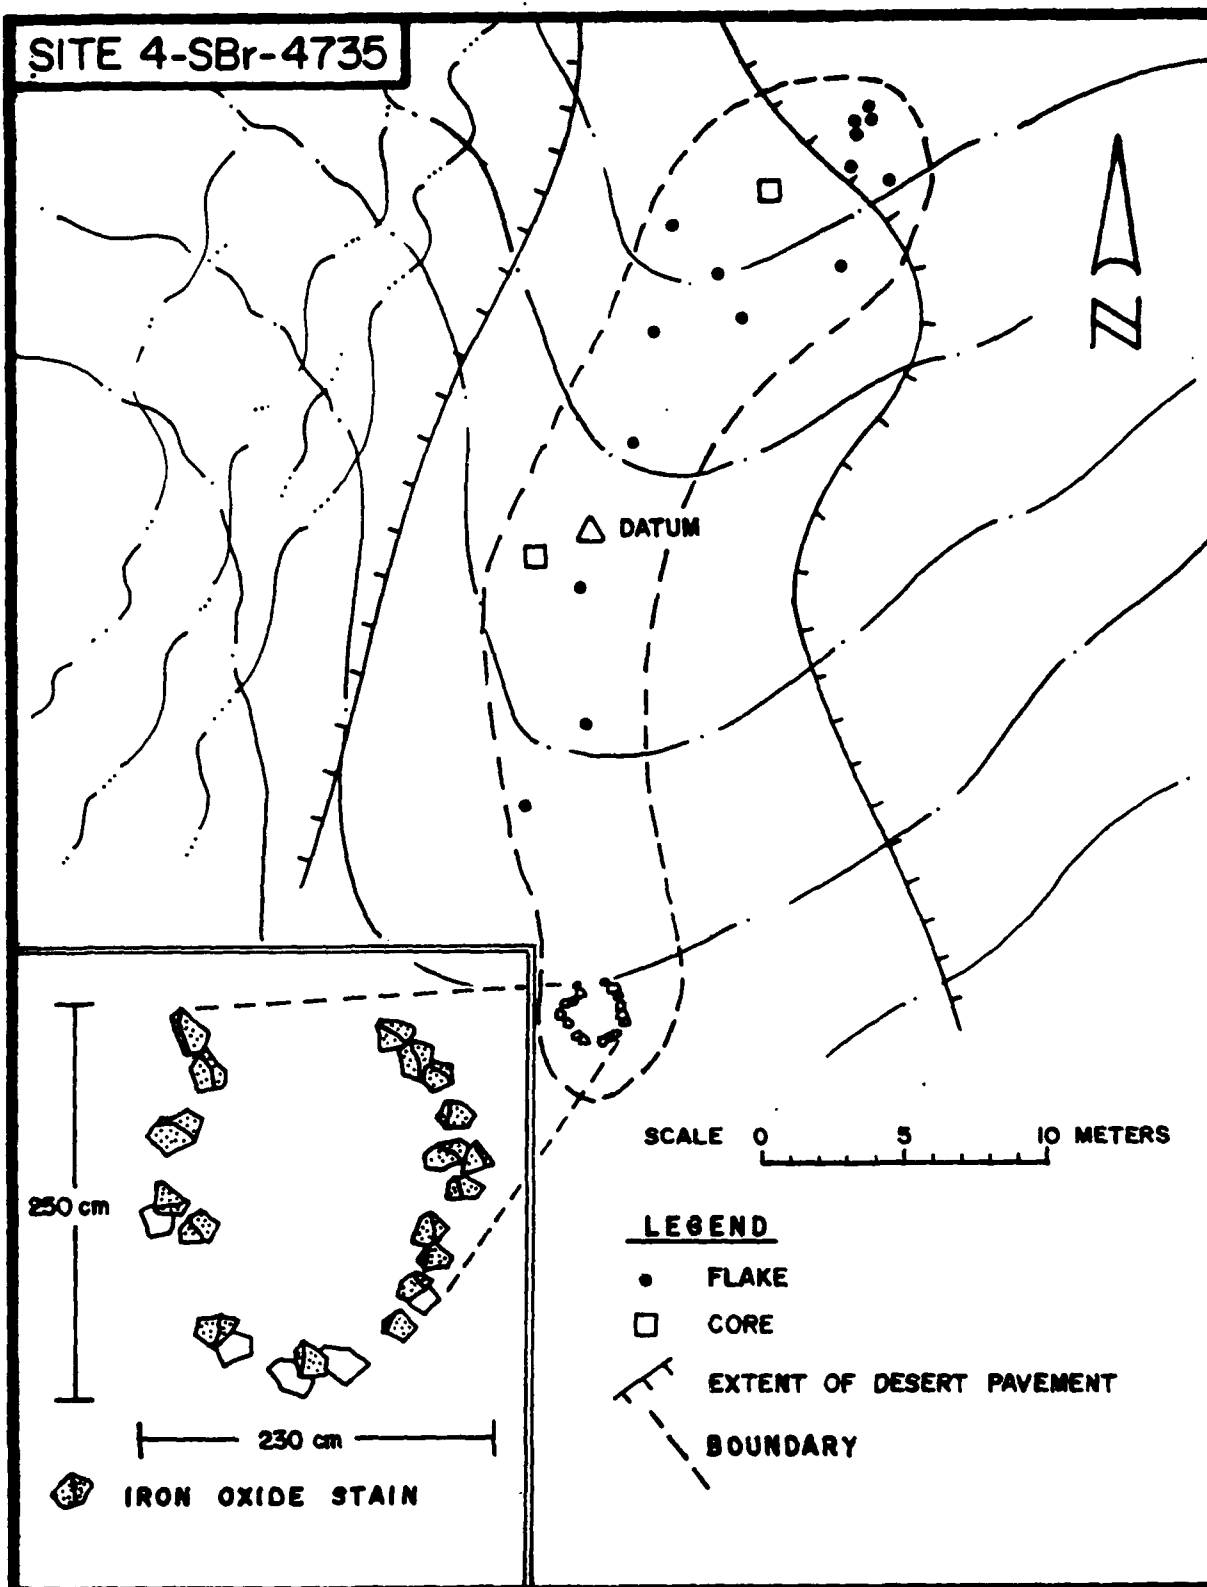 SITE 4-SBr-4735
N
DATUM
SCALE 0 5 10 METERS
250 cm
LEGEND
FLAKE
CORE
EXTENT OF DESERT PAVEMENT
BOUNDARY
230 cm
IRON OXIDE STAIN